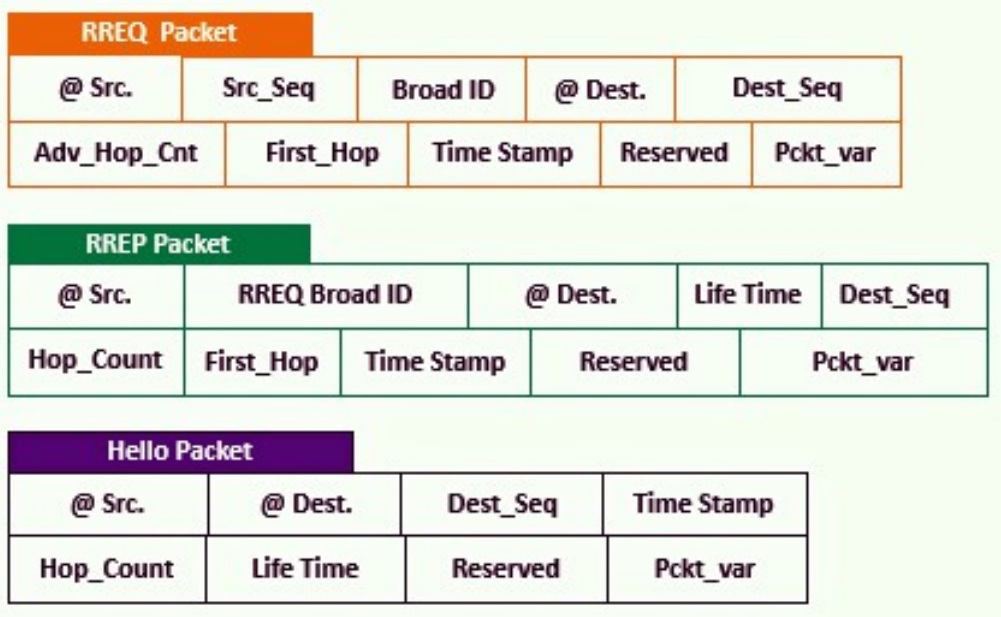 RREQ Packet
@ Src. Src_Seq Broad ID @ Dest. Dest_Seq
Adv_Hop_Cnt First_Hop Time Stamp Reserved Pckt_var
RREP Packet
@ Src. RREQ Broad ID @ Dest. Life Time Dest_Seq
Hop_Count First_Hop Time Stamp Reserved Pckt_var
Hello Packet
@ Src. @ Dest. Dest_Seq Time Stamp
Hop_Count Life Time Reserved Pckt_var